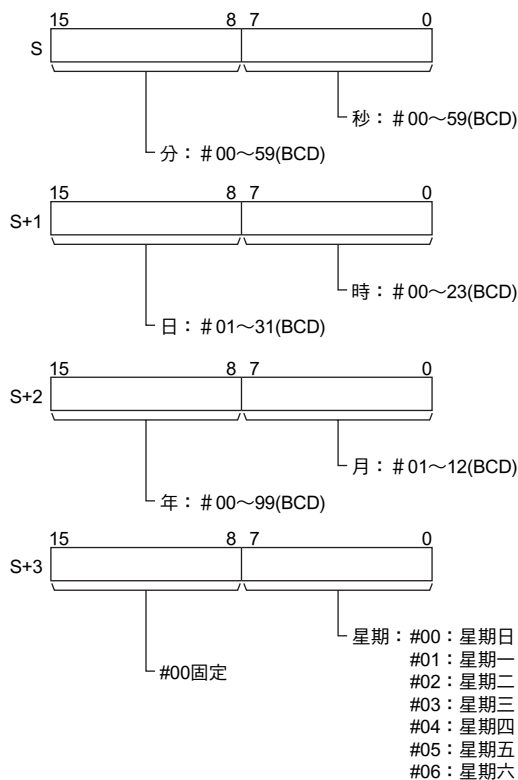 15 8 7 0
S
秒：＃00～59(BCD)
分：＃00～59(BCD)
15 8 7 0
S+1
時：＃00～23(BCD)
日：＃01～31(BCD)
15 8 7 0
S+2
月：＃01～12(BCD)
年：＃00～99(BCD)
15 8 7 0
S+3
星期：#00：星期日
#01：星期一
#00固定
#02：星期二
#03：星期三
#04：星期四
#05：星期五
#06：星期六